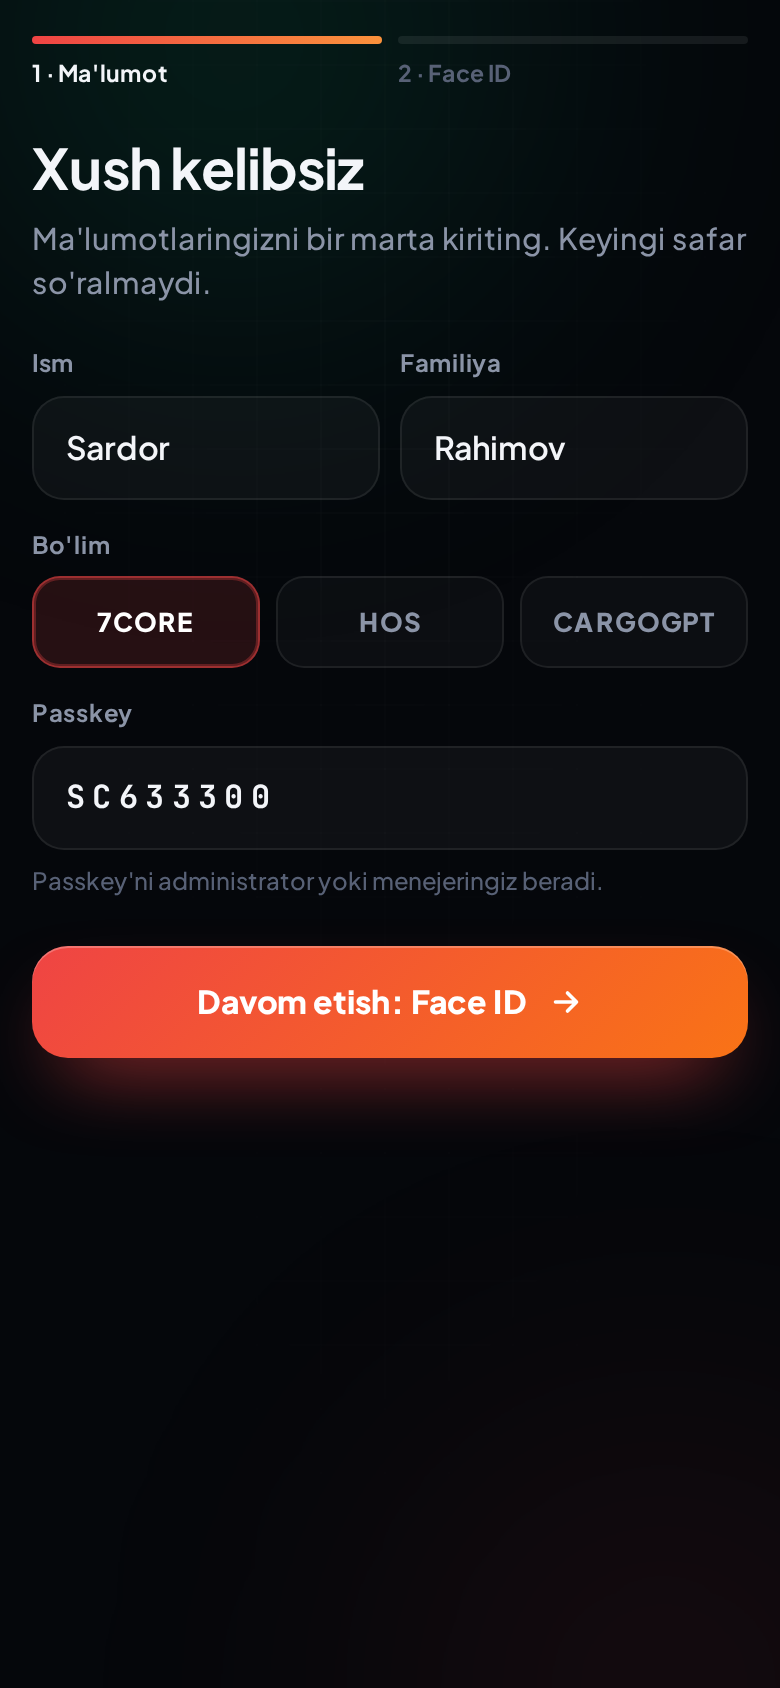 1 · Ma'lumot
2 · Face ID
Xush kelibsiz
Ma'lumotlaringizni bir marta kiriting. Keyingi safar
so'ralmaydi.
Ism
Familiya
Sardor
Rahimov
Bo'lim
7CORE
HOS
CARGOGPT
Passkey
SC633300
Passkey'ni administrator yoki menejeringiz beradi.
Davom etish: Face ID →